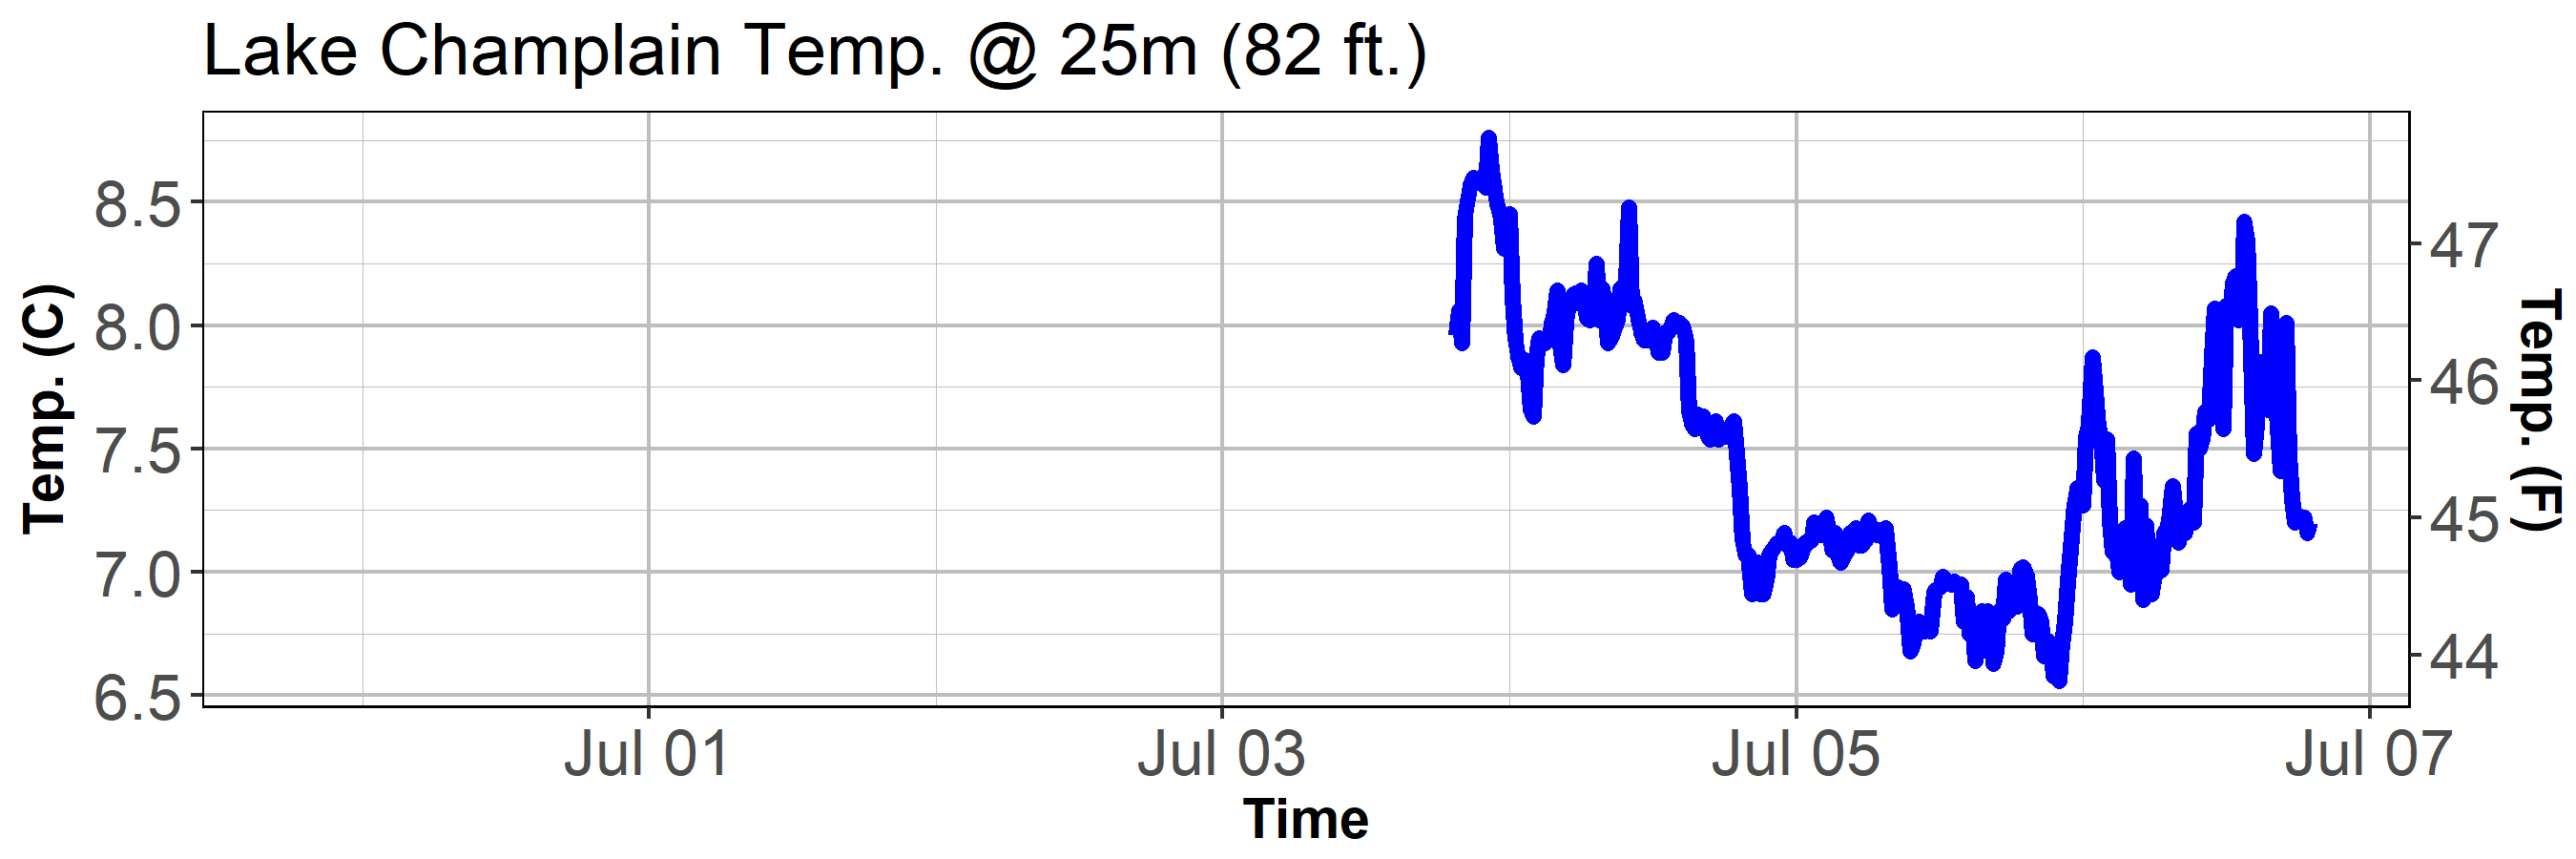 Lake Champlain Temp. @ 25m (82 ft.)
8.5
8.0
7.5
7.0
6.5
Temp. (C)
47
46
45
44
Temp. (F)
Jul 01 Jul 03 Jul 05 Jul 07
Time